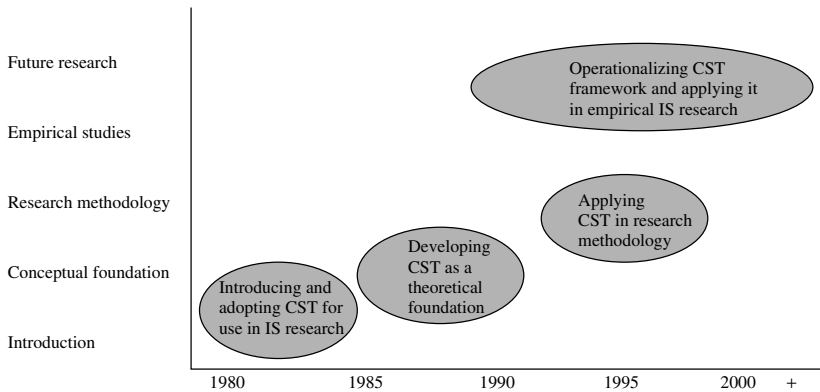 Future research
Operationalizing CST
framework and applying it
in empirical IS research
Empirical studies
Research methodology
Applying
CST in research
methodology
Conceptual foundation
Developing
CST as a
theoretical
foundation
Introducing and
adopting CST for
use in IS research
Introduction
1980 1985 1990 1995 2000 +